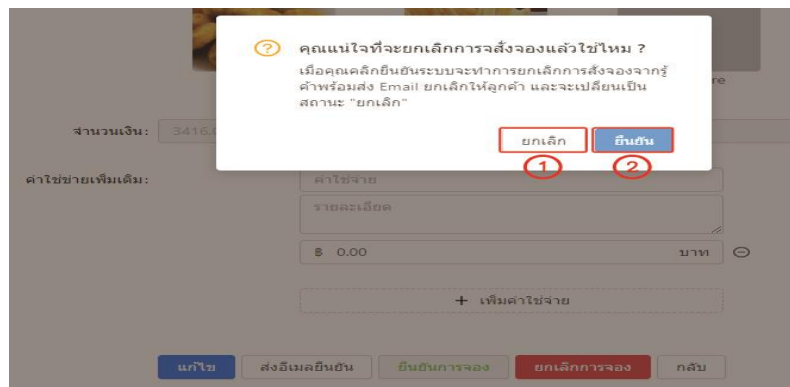 คุณแน่ใจที่จะยกเลิกการจสั่งจองแล้วใช่ไหม ?
เมื่อคุณคลิกยืนยันระบบจะทำการยกเลิกการสั่งจองจากรู้
ค้าพร้อมส่ง Email ยกเลิกให้ลูกค้า และจะเปลี่ยนเป็น
สถานะ "ยกเลิก"
re
ยกเลิก ยืนยัน
1 2
จำนวนเงิน : 3416.
ค่าใช้ข่ายเพิ่มเติม : ค่าใช้จ่าย
รายละเอียด
฿ 0.00 บาท
+ เพิ่มค่าใช้จ่าย
แก้ไข ส่งอีเมลยืนยัน ยืนยันการจอง ยกเลิกการจอง กลับ